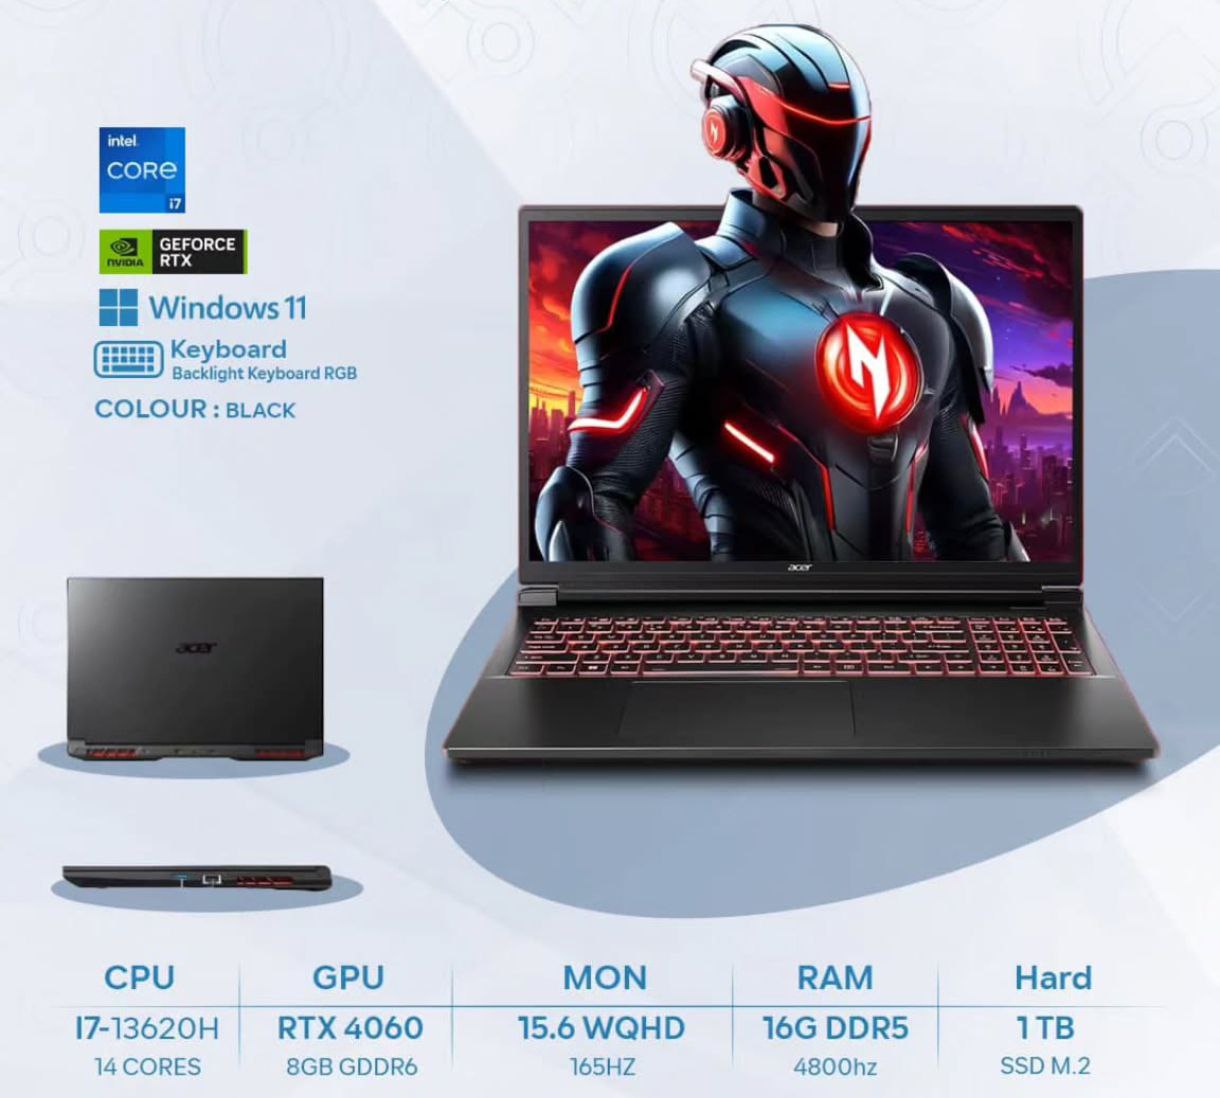 intel
CORE
i7
NVIDIA
GEFORCE
RTX
Windows 11
Keyboard
Backlight Keyboard RGB
COLOUR : BLACK
acer
acer
CPU
GPU
MON
RAM
Hard
I7-13620H
RTX 4060
15.6 WQHD
16G DDR5
1 TB
14 CORES
8GB GDDR6
165HZ
4800hz
SSD M.2